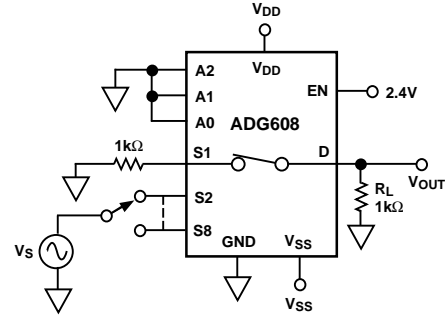 VDD
VDD
A2
A1
A0
EN
2.4V
ADG608
1kΩ
S1
D
VOUT
RL
1kΩ
S2
S8
VS
GND
VSS
VSS